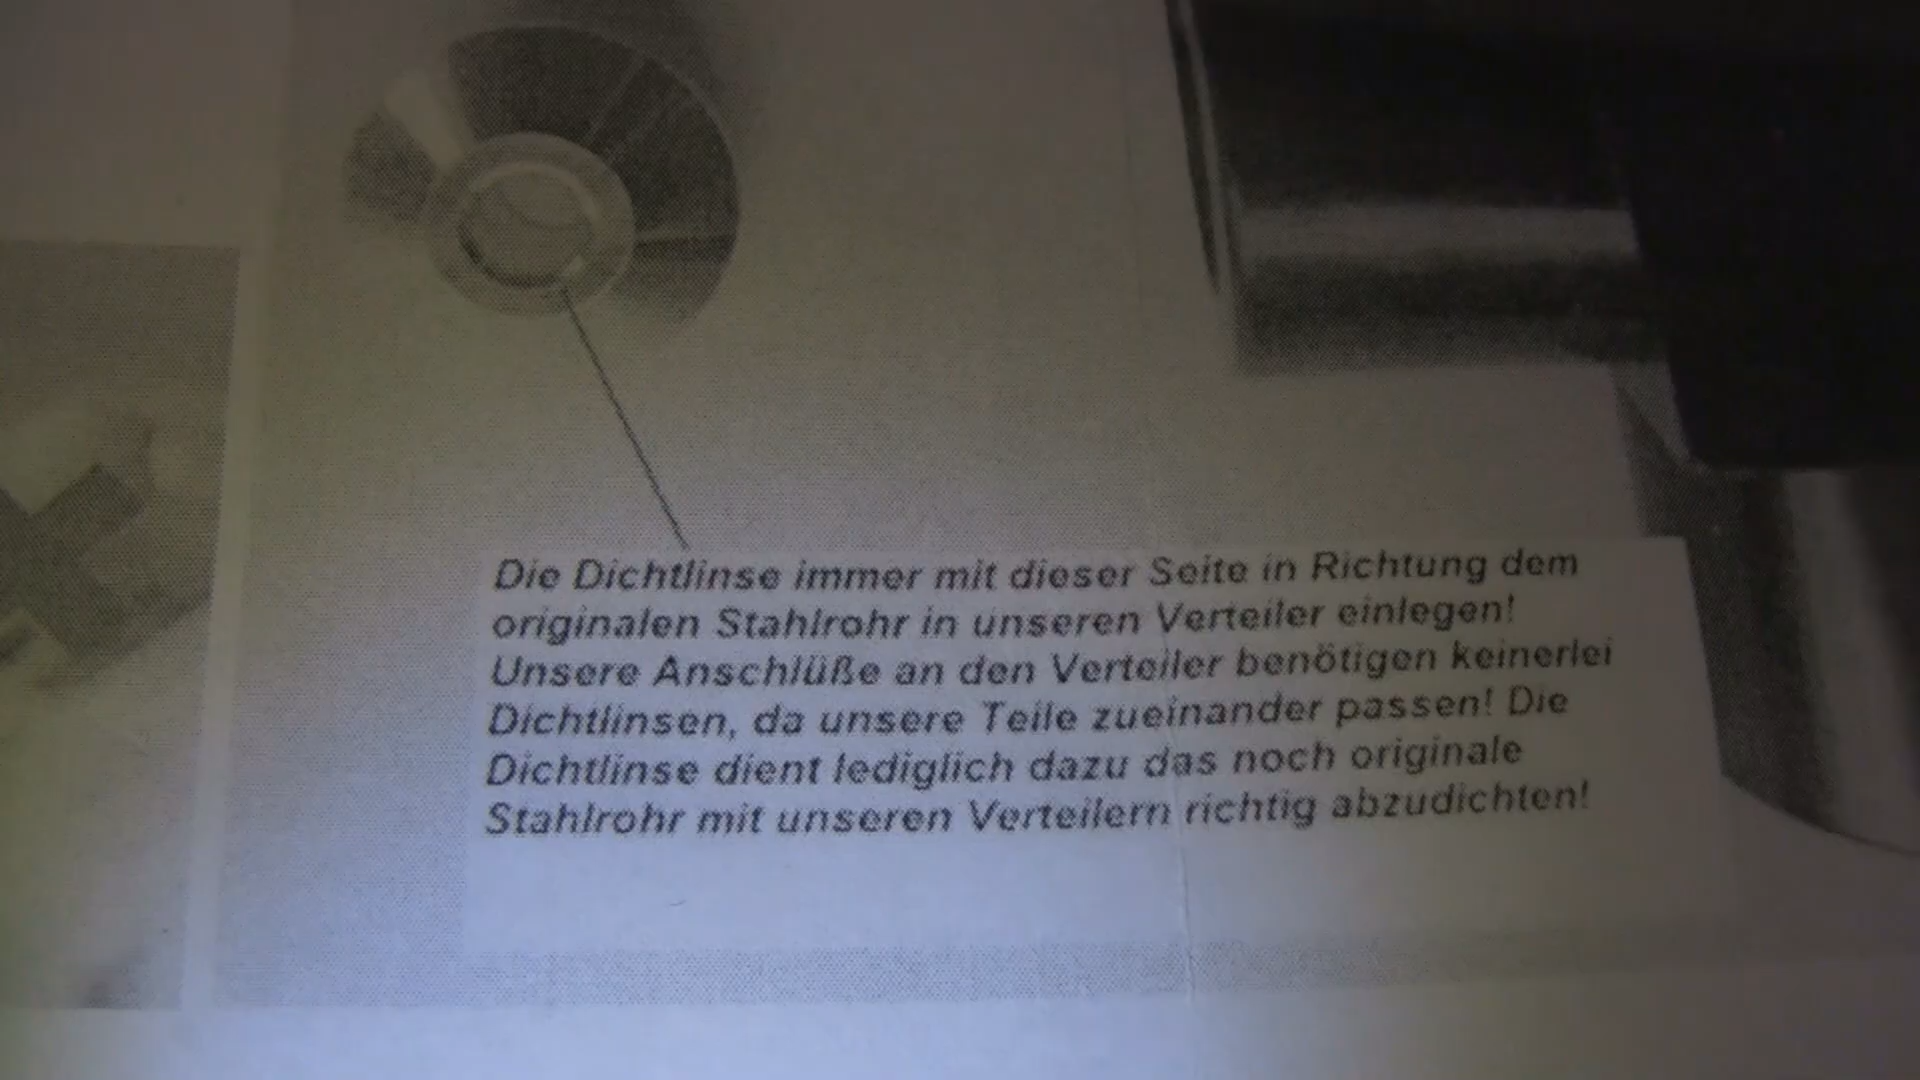 Die Dichtlinse immer mit dieser Seite in Richtung dem
originalen Stahlrohr in unseren Verteiler einlegen!
Unsere Anschlüße an den Verteiler benötigen keinerlei
Dichtlinsen, da unsere Teile zueinander passen! Die
Dichtlinse dient lediglich dazu das noch originale
Stahlrohr mit unseren Verteilern richtig abzudichten!